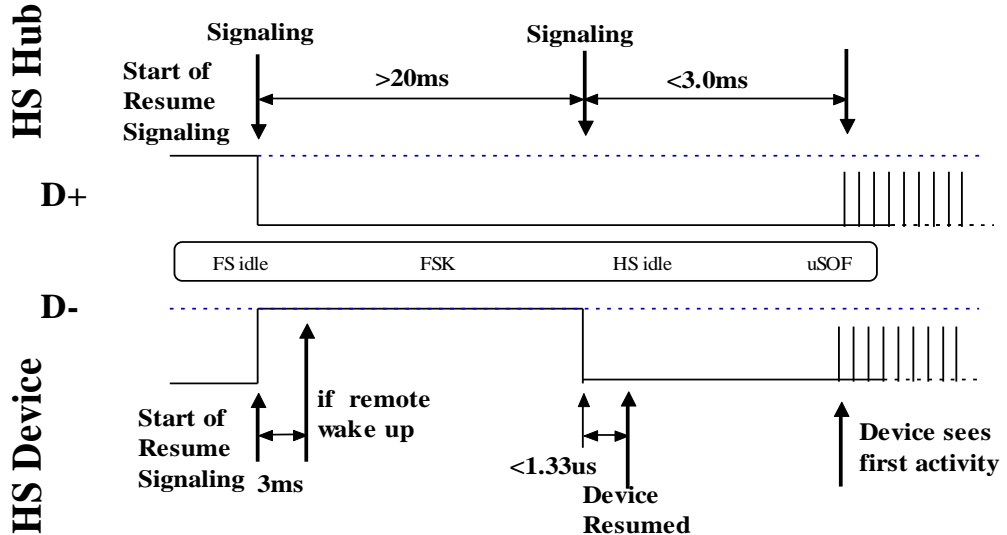 HS Hub
Signaling
Signaling
Start of
Resume
Signaling
>20ms
<3.0ms
D+
FS idle
FSK
HS idle
uSOF
D-
HS Device
Start of
Resume
Signaling
3ms
if remote
wake up
<1.33us
Device
Resumed
Device sees
first activity